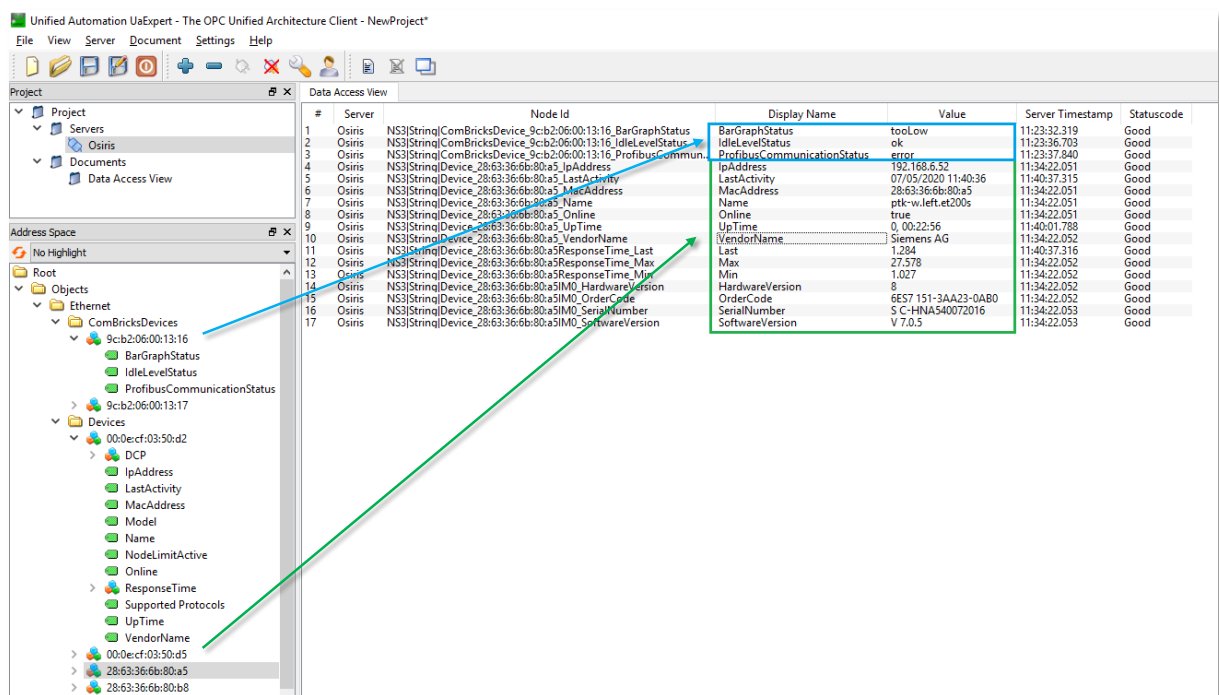 Unified Automation UaExpert - The OPC Unified Architecture Client - NewProject*
File View Server Document Settings Help
Project
Project
Servers
Osiris
Documents
Data Access View
Address Space
No Highlight
Root
Objects
Ethernet
ComBricksDevices
9c:b2:06:00:13:16
BarGraphStatus
IdleLevelStatus
ProfibusCommunicationStatus
9c:b2:06:00:13:17
Devices
00:0e:cf:03:50:d2
DCP
IpAddress
LastActivity
MacAddress
Model
Name
NodeLimitActive
Online
ResponseTime
Supported Protocols
UpTime
VendorName
00:0e:cf:03:50:d5
28:63:36:6b:80:a5
28:63:36:6b:80:b8
Data Access View
# Server Node Id Display Name Value Server Timestamp Statuscode
1 Osiris NS3|String|ComBricksDevice_9c:b2:06:00:13:16_BarGraphStatus BarGraphStatus tooLow 11:23:32.319 Good
2 Osiris NS3|String|ComBricksDevice_9c:b2:06:00:13:16_IdleLevelStatus IdleLevelStatus ok 11:23:36.703 Good
3 Osiris NS3|String|ComBricksDevice_9c:b2:06:00:13:16_ProfibusCommun... ProfibusCommunicationStatus error 11:23:37.840 Good
4 Osiris NS3|String|Device_28:63:36:6b:80:a5_IpAddress IpAddress 192.168.6.52 11:34:22.051 Good
5 Osiris NS3|String|Device_28:63:36:6b:80:a5_LastActivity LastActivity 07/05/2020 11:40:36 11:40:37.315 Good
6 Osiris NS3|String|Device_28:63:36:6b:80:a5_MacAddress MacAddress 28:63:36:6b:80:a5 11:34:22.051 Good
7 Osiris NS3|String|Device_28:63:36:6b:80:a5_Name Name ptk-w.left.et200s 11:34:22.051 Good
8 Osiris NS3|String|Device_28:63:36:6b:80:a5_Online Online true 11:34:22.051 Good
9 Osiris NS3|String|Device_28:63:36:6b:80:a5_UpTime UpTime 0, 00:22:56 11:40:01.788 Good
10 Osiris NS3|String|Device_28:63:36:6b:80:a5_VendorName VendorName Siemens AG 11:34:22.052 Good
11 Osiris NS3|String|Device_28:63:36:6b:80:a5ResponseTime_Last Last 1.284 11:40:37.316 Good
12 Osiris NS3|String|Device_28:63:36:6b:80:a5ResponseTime_Max Max 27.578 11:34:22.052 Good
13 Osiris NS3|String|Device_28:63:36:6b:80:a5ResponseTime_Min Min 1.027 11:34:22.052 Good
14 Osiris NS3|String|Device_28:63:36:6b:80:a5IM0_HardwareVersion HardwareVersion 8 11:34:22.052 Good
15 Osiris NS3|String|Device_28:63:36:6b:80:a5IM0_OrderCode OrderCode 6ES7 151-3AA23-0AB0 11:34:22.052 Good
16 Osiris NS3|String|Device_28:63:36:6b:80:a5IM0_SerialNumber SerialNumber S C-HNA540072016 11:34:22.053 Good
17 Osiris NS3|String|Device_28:63:36:6b:80:a5IM0_SoftwareVersion SoftwareVersion V 7.0.5 11:34:22.053 Good